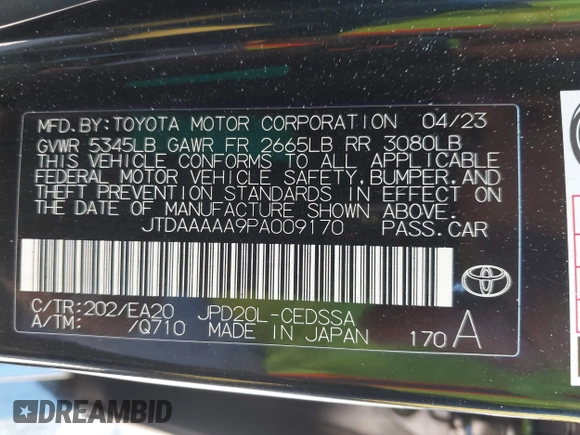 MFD.BY:TOYOTA MOTOR CORPORATION 04/23
GVWR 5345LB GAWR FR 2665LB RR 3080LB
THIS VEHICLE CONFORMS TO ALL APPLICABLE
FEDERAL MOTOR VEHICLE SAFETY,BUMPER,AND
THEFT PREVENTION STANDARDS IN EFFECT ON
THE DATE OF MANUFACTURE SHOWN ABOVE.
JTDAAAAA9PA009170 PASS.CAR
C/TR:202/EA20 JPD20L-CEDSSA
A/TM: /Q710 MADE IN JAPAN 170 A
DREAMBID